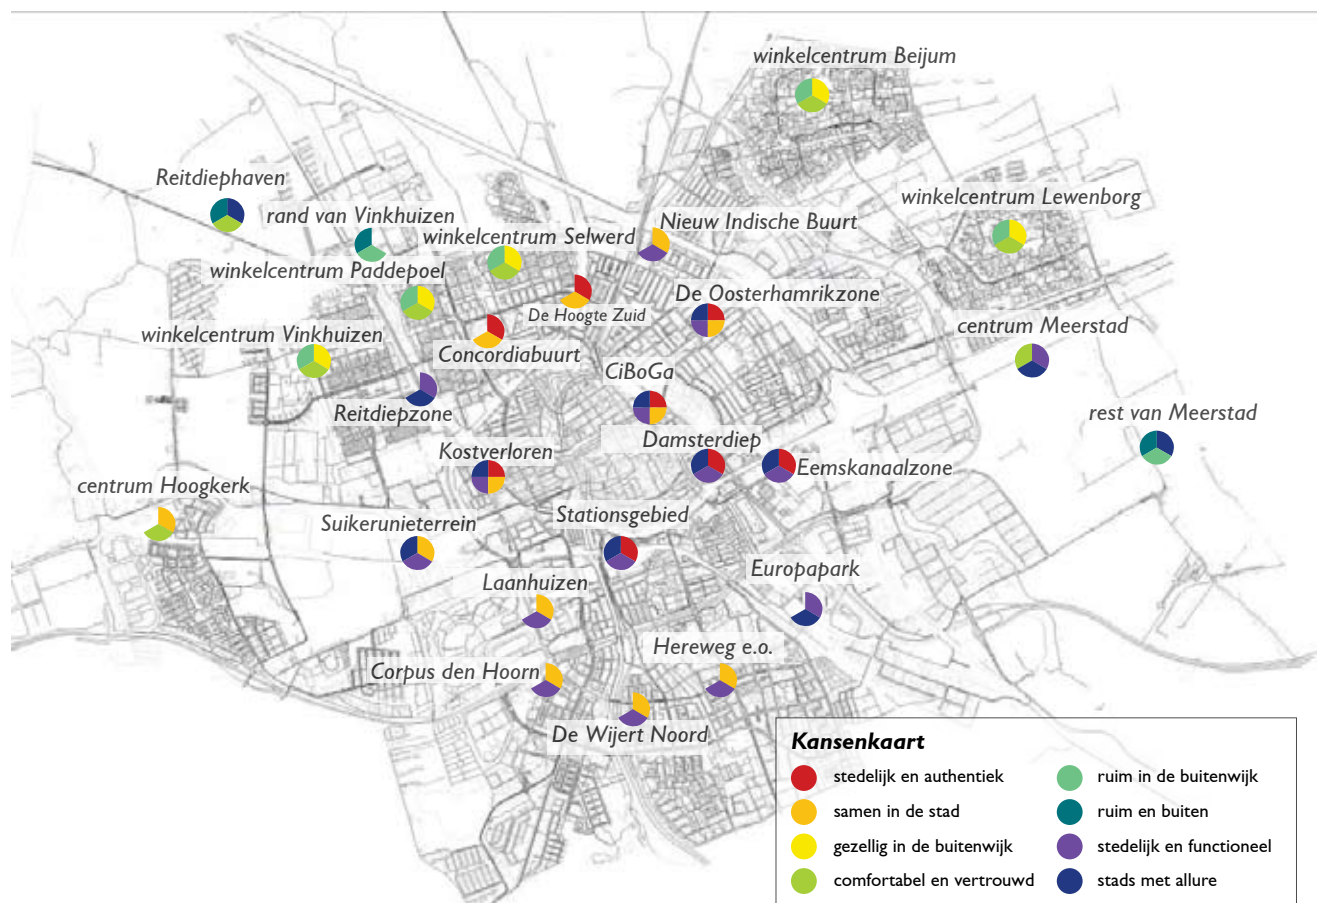 winkelcentrum Beijum
Reitdiephaven
winkelcentrum Lewenborg
rand van Vinkhuizen
Nieuw Indische Buurt
winkelcentrum Selwerd
winkelcentrum Paddepoel
De Oosterhamrikzone
De Hoogte Zuid
centrum Meerstad
winkelcentrum Vinkhuizen
Concordiabuurt
CiBoGa
Reitdiepzone
rest van Meerstad
Damsterdiep
Kostverloren
Eemskanaalzone
centrum Hoogkerk
Suikerunieterrein
Stationsgebied
Europapark
Laanhuizen
Hereweg e.o.
Corpus den Hoorn
De Wijert Noord
Kansenkaart
stedelijk en authentiek
samen in de stad
gezellig in de buitenwijk
comfortabel en vertrouwd
ruim in de buitenwijk
ruim en buiten
stedelijk en functioneel
stads met allure